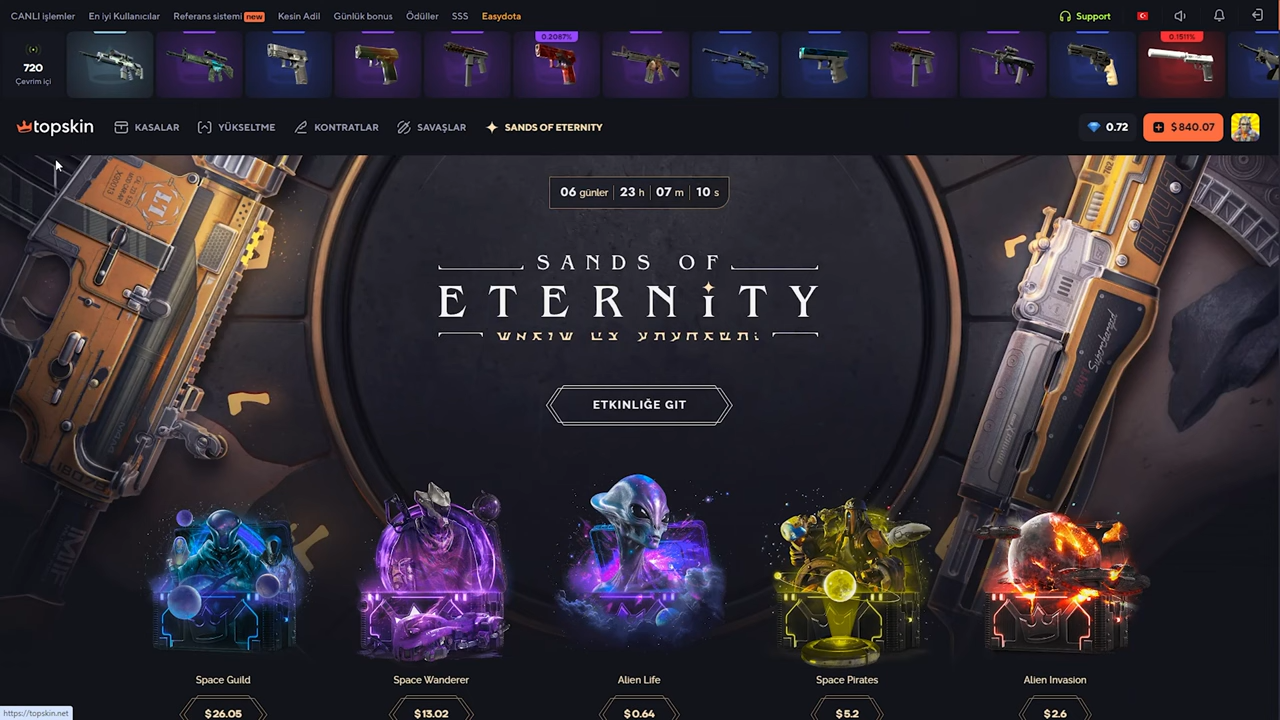 CANLI işlemler En iyi Kullanıcılar Referans sistemi new Kesin Adil Günlük bonus Ödüller SSS Easydota Support
720
Çevrim içi
0.2087%
0.1511%
topskin KASALAR YÜKSELTME KONTRATLAR SAVAŞLAR SANDS OF ETERNITY 0.72 $ 840.07
06 günler 23 h 07 m 10 s
SANDS OF
ETERNiTY
ETKINLIĞE GIT
Space Guild Space Wanderer Alien Life Space Pirates Alien Invasion
$ 26.05 $ 13.02 $ 0.64 $ 5.2 $ 2.6
https://topskin.net